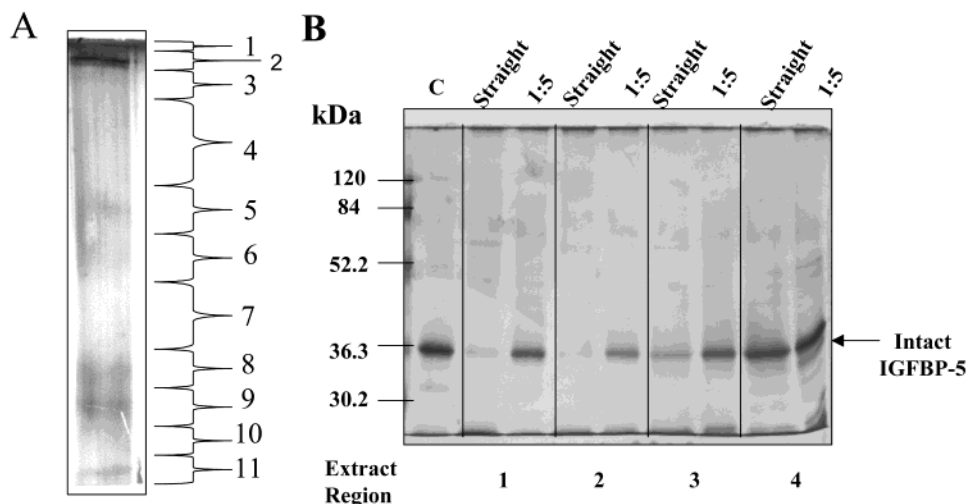 A
1
2
3
4
5
6
7
8
9
10
11
B
C
Straight
1:5
Straight
1:5
Straight
1:5
Straight
1:5
kDa
120
84
52.2
36.3
30.2
Intact
IGFBP-5
Extract
Region
1
2
3
4